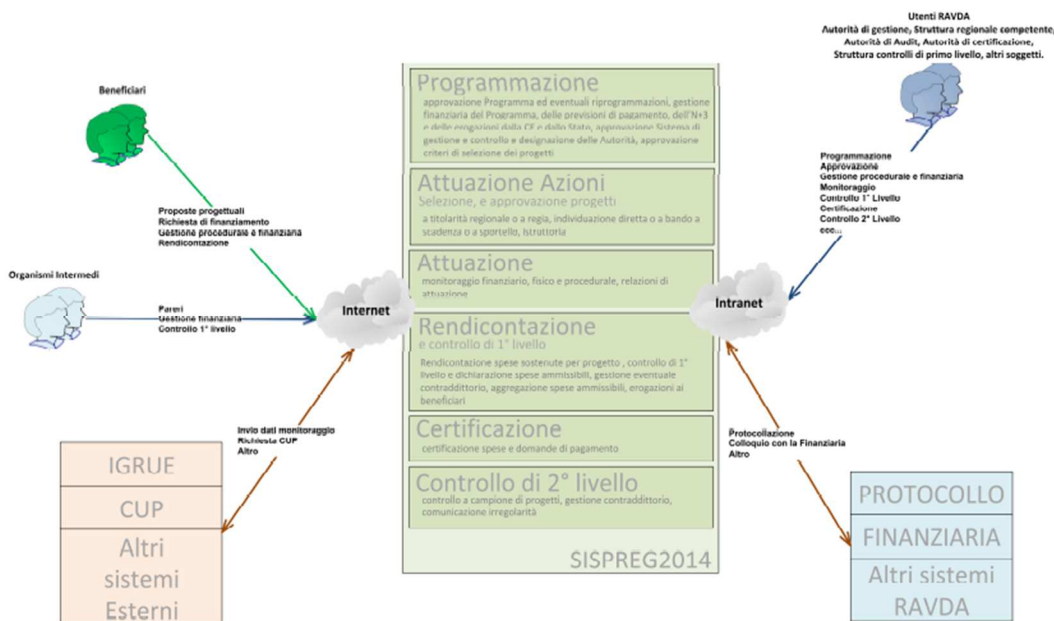 Utenti RAVDA
Autorità di gestione, Struttura regionale competente,
Autorità di Audit, Autorità di certificazione,
Struttura controlli di primo livello, altri soggetti.
Beneficiari
Programmazione
approvazione Programma ed eventuali riprogrammazioni, gestione
finanziaria del Programma, delle previsioni di pagamento, dell'N+3
e delle erogazioni dalla CE e dallo Stato, approvazione Sistema di
gestione e controllo e designazione delle Autorità, approvazione
criteri di selezione dei progetti
Programmazione
Approvazione
Gestione procedurale e finanziaria
Monitoraggio
Controllo 1° Livello
Certificazione
Controllo 2° Livello
ecc...
Attuazione Azioni
Selezione, e approvazione progetti
a titolarità regionale o a regia, individuazione diretta o a bando a
scadenza o a sportello, istruttoria
Proposte progettuali
Richiesta di finanziamento
Gestione procedurale e finanziaria
Rendicontazione
Organismi Intermedi
Attuazione
monitoraggio finanziario, fisico e procedurale, relazioni di
attuazione
Internet
Intranet
Pareri
Gestione finanziaria
Controllo 1° livello
Rendicontazione
e controllo di 1° livello
Rendicontazione spese sostenute per progetto , controllo di 1°
livello e dichiarazione spese ammissibili, gestione eventuale
contraddittorio, aggregazione spese ammissibili, erogazioni ai
beneficiari
Invio dati monitoraggio
Richiesta CUP
Altro
Protocollazione
Colloquio con la Finanziaria
Altro
Certificazione
certificazione spese e domande di pagamento
Controllo di 2° livello
controllo a campione di progetti, gestione contraddittorio,
comunicazione irregolarità
SISPREG2014
IGRUE
CUP
Altri
sistemi
Esterni
PROTOCOLLO
FINANZIARIA
Altri sistemi
RAVDA